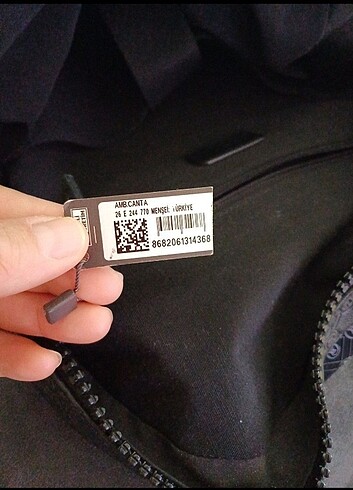 AMB.CANTA
26 E 244 770 MENŞEİ: TÜRKİYE
8682061314368